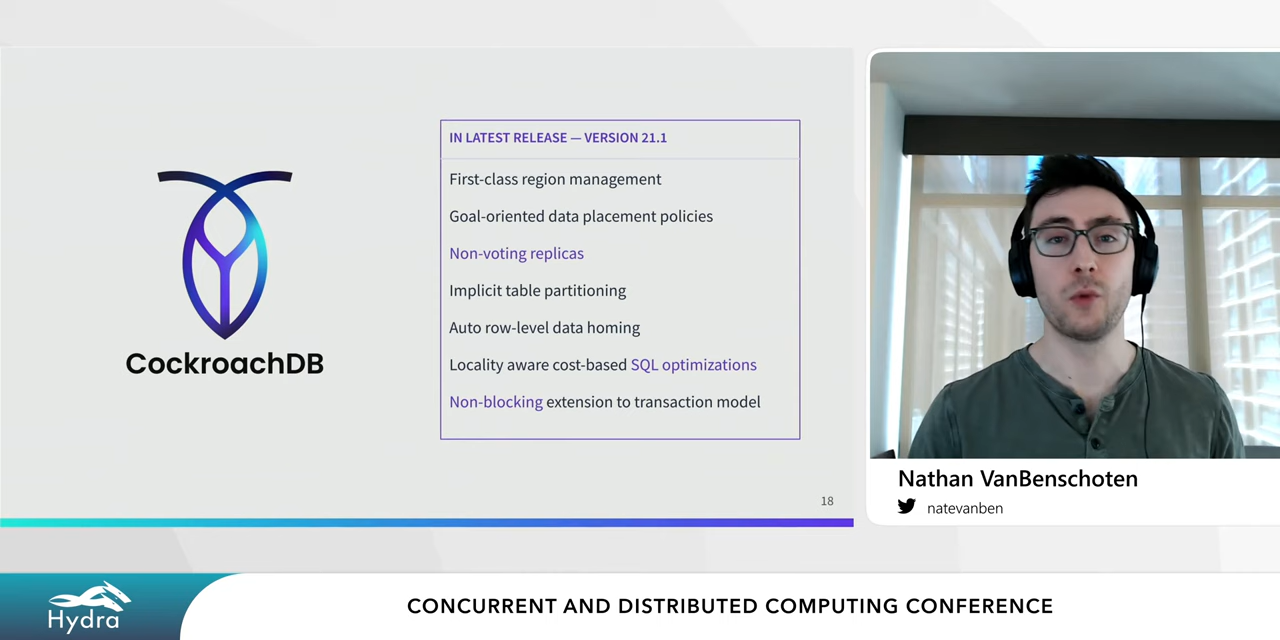 IN LATEST RELEASE — VERSION 21.1
First-class region management
Goal-oriented data placement policies
Non-voting replicas
Implicit table partitioning
Auto row-level data homing
Locality aware cost-based SQL optimizations
Non-blocking extension to transaction model
CockroachDB
18
Nathan VanBenschoten
natevanben
Hydra
CONCURRENT AND DISTRIBUTED COMPUTING CONFERENCE